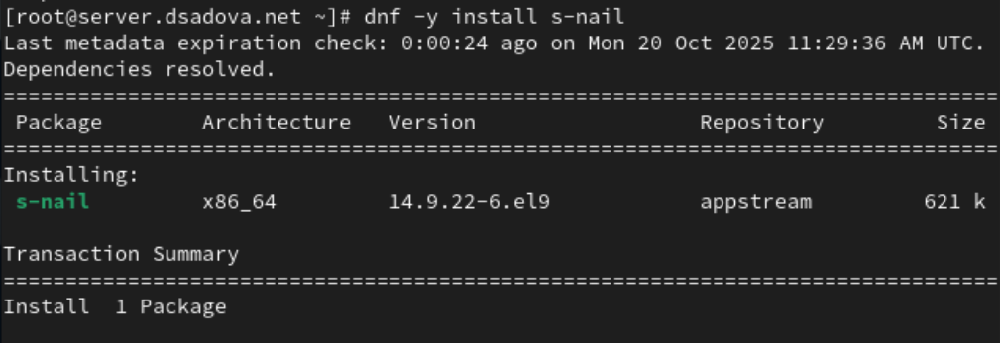 [root@server.dsadova.net ~]# dnf -y install s-nail
Last metadata expiration check: 0:00:24 ago on Mon 20 Oct 2025 11:29:36 AM UTC.
Dependencies resolved.
================================================================================
 Package        Architecture   Version                  Repository         Size
================================================================================
Installing:
 s-nail         x86_64         14.9.22-6.el9            appstream         621 k

Transaction Summary
================================================================================
Install  1 Package